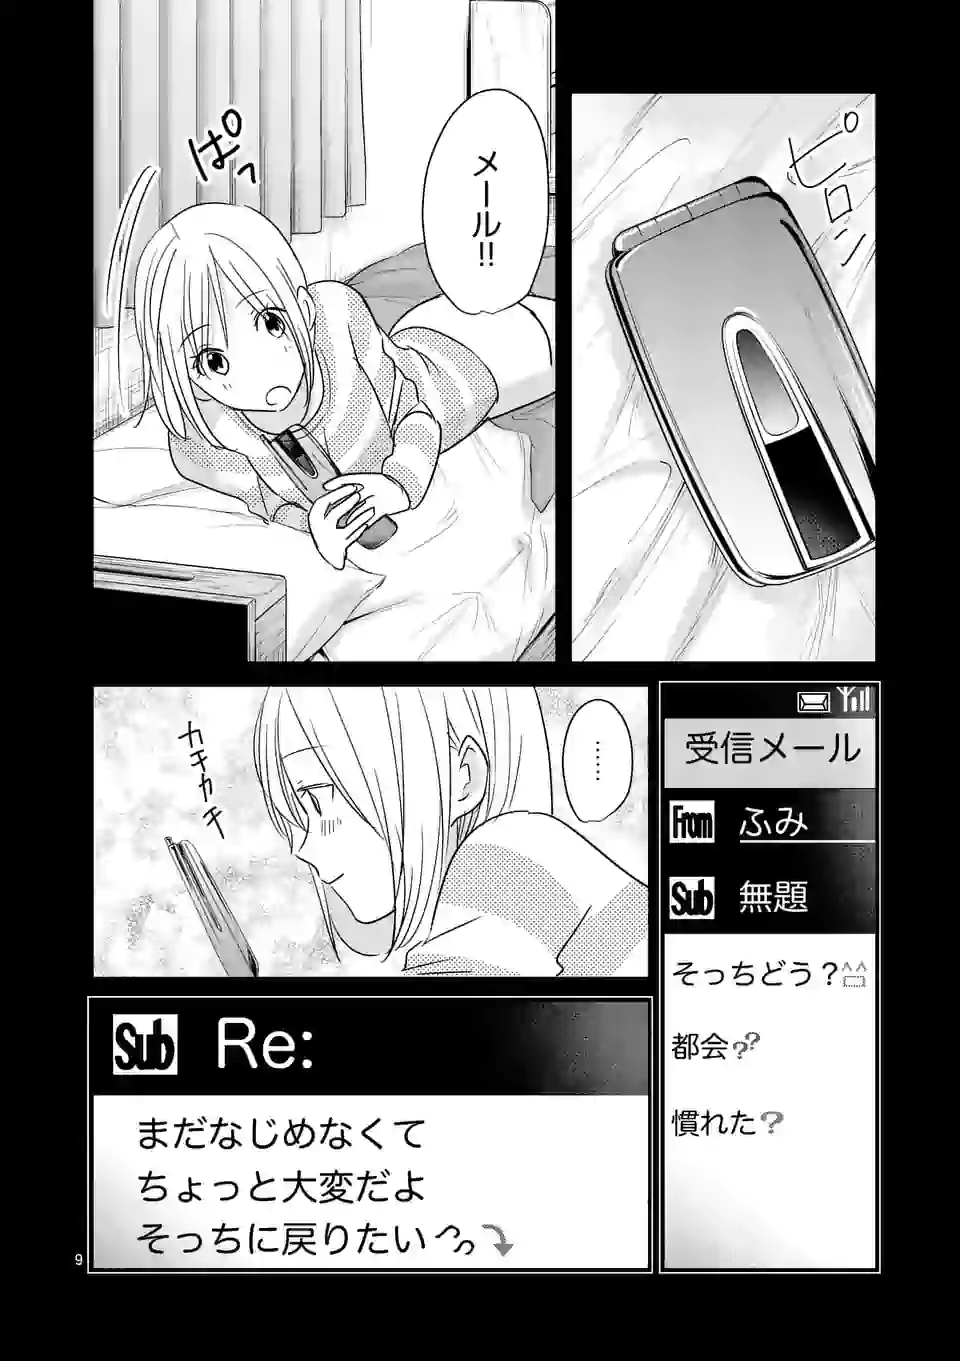 ピロン
メール!!
ぱっ
受信メール
From ふみ
Sub 無題
そっちどう？
都会??
慣れた?
……
カチカチ
Sub Re:
まだなじめなくて
ちょっと大変だよ
そっちに戻りたい
9